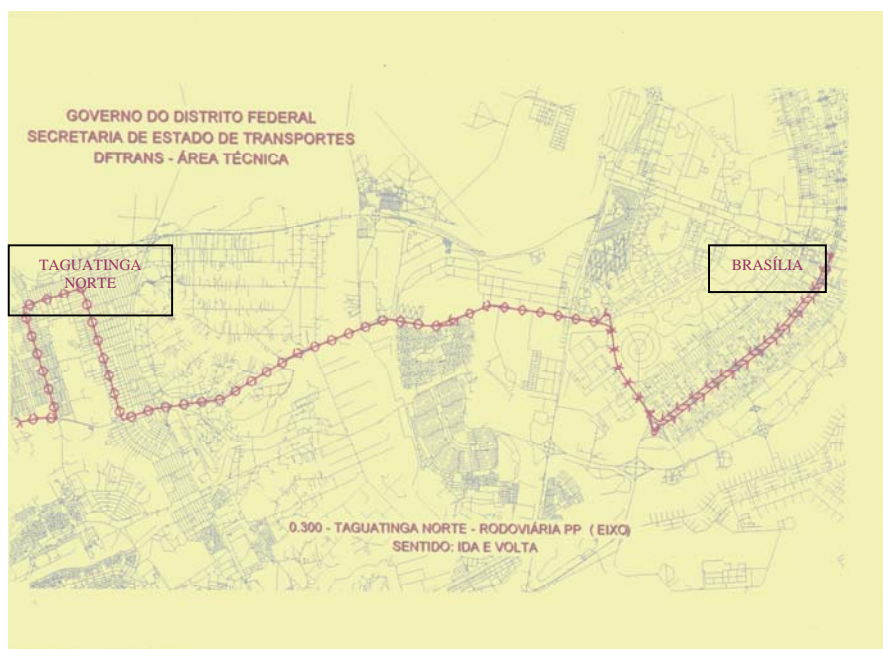 GOVERNO DO DISTRITO FEDERAL
SECRETARIA DE ESTADO DE TRANSPORTES
DFTRANS - ÁREA TÉCNICA
TAGUATINGA
NORTE
BRASÍLIA
0.300 - TAGUATINGA NORTE - RODOVIÁRIA PP ( EIXO)
SENTIDO: IDA E VOLTA